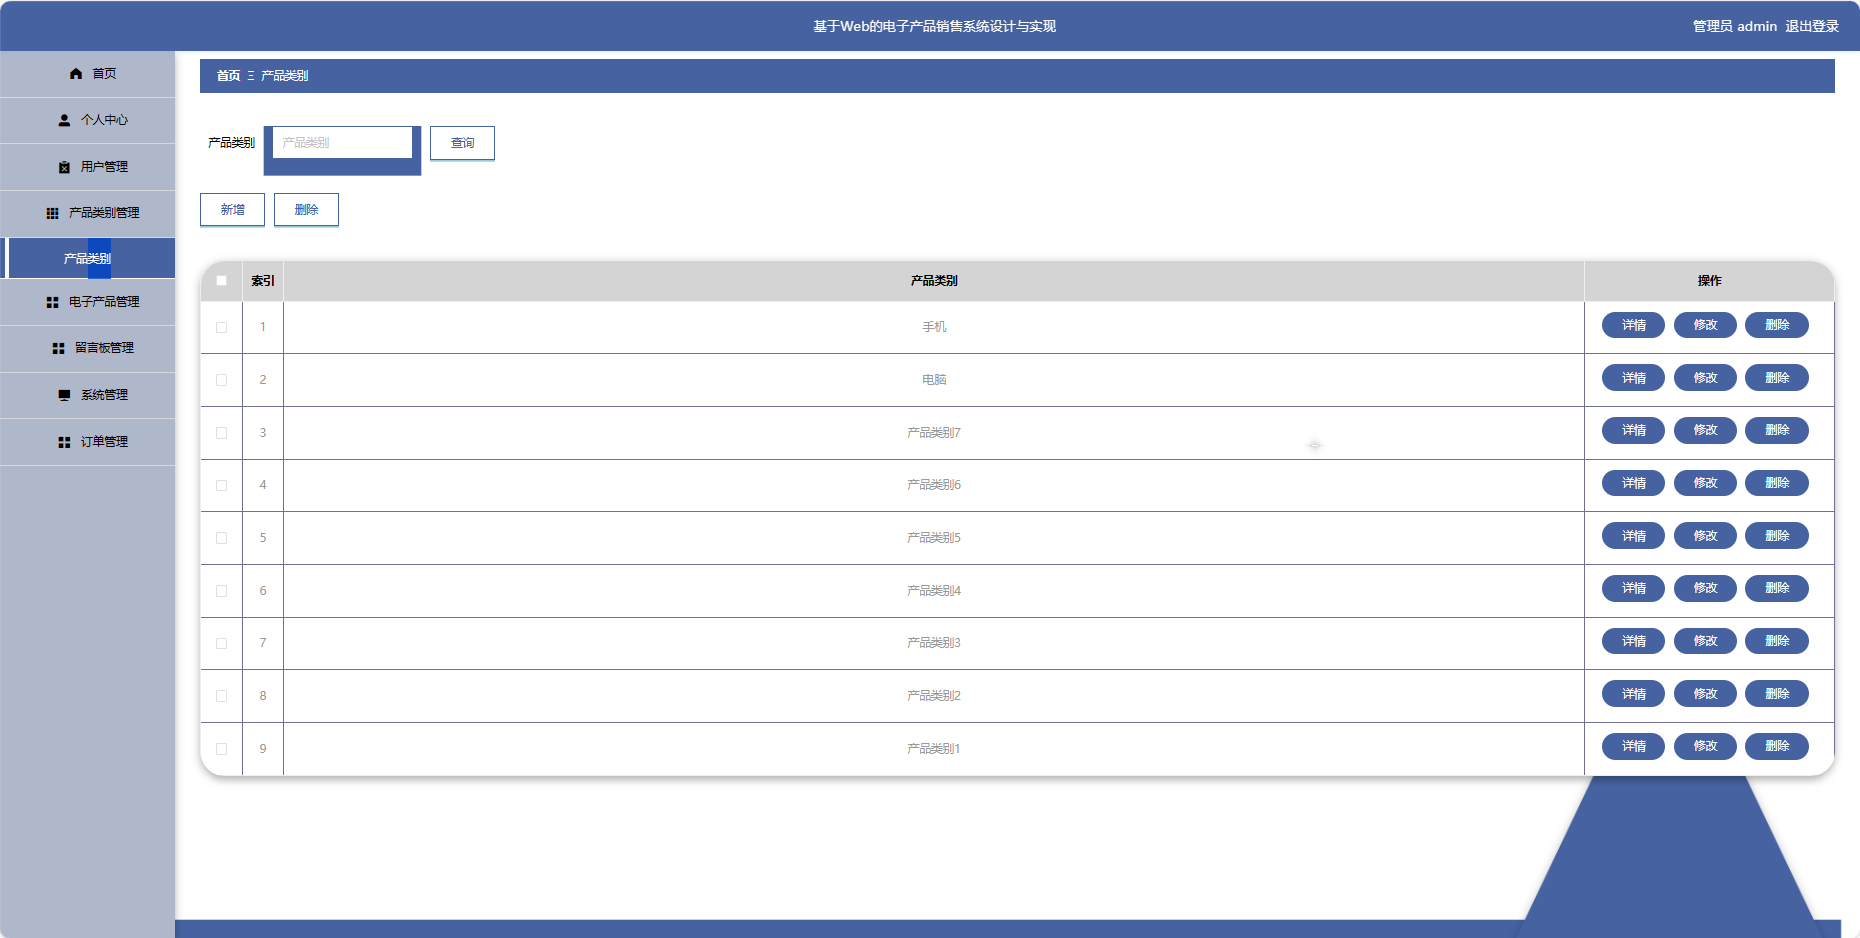 基于Web的电子产品销售系统设计与实现
管理员 admin 退出登录
首页
个人中心
用户管理
产品类别管理
产品类别
电子产品管理
留言板管理
系统管理
订单管理
首页 Ξ 产品类别
产品类别 产品类别 查询
新增 删除
索引 产品类别 操作
1 手机 详情 修改 删除
2 电脑 详情 修改 删除
3 产品类别7 详情 修改 删除
4 产品类别6 详情 修改 删除
5 产品类别5 详情 修改 删除
6 产品类别4 详情 修改 删除
7 产品类别3 详情 修改 删除
8 产品类别2 详情 修改 删除
9 产品类别1 详情 修改 删除